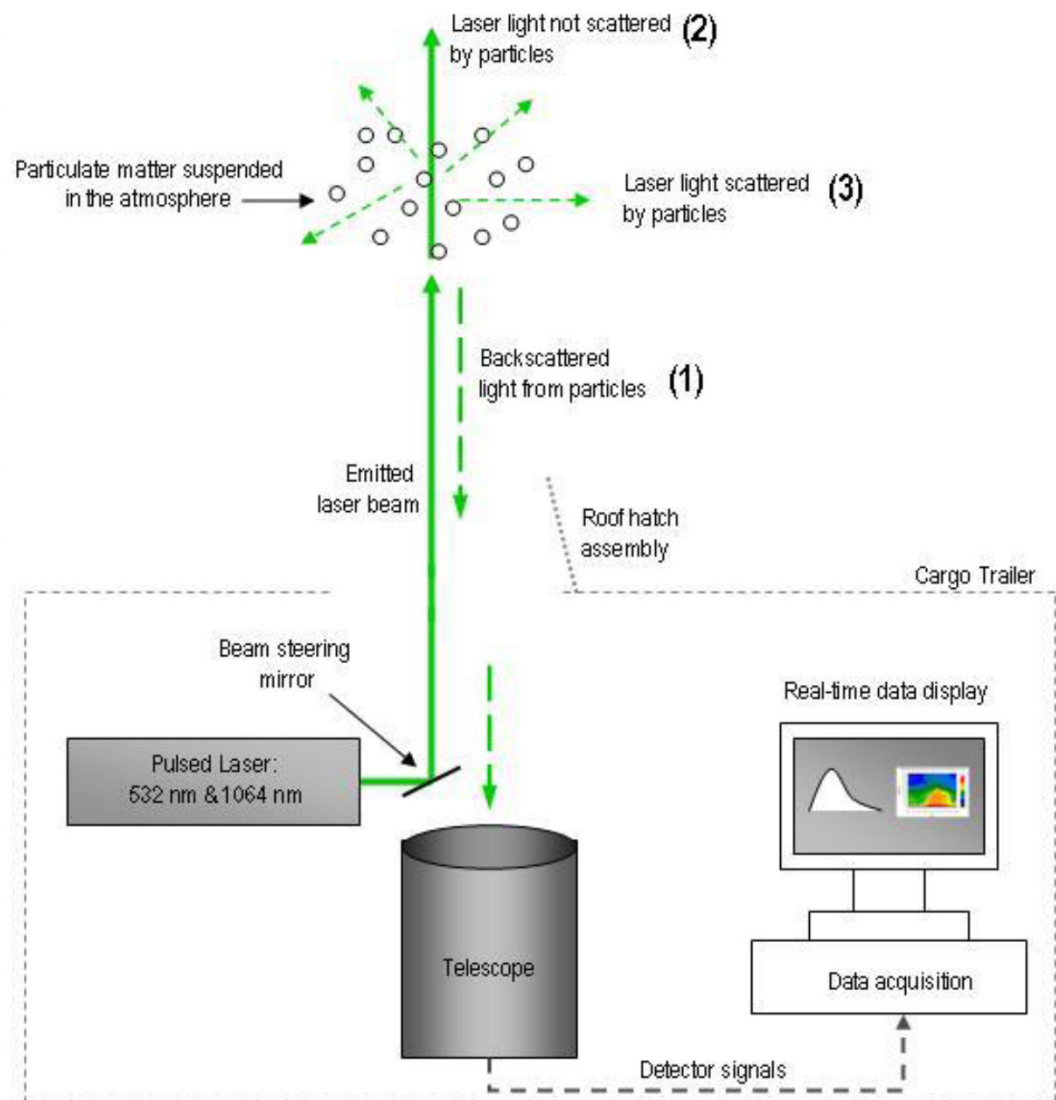 Laser light not scattered (2)
by particles
Particulate matter suspended
in the atmosphere
Laser light scattered (3)
by particles
Backscattered
light from particles (1)
Emitted
laser beam
Roof hatch
assembly
Cargo Trailer
Beam steering
mirror
Real-time data display
Pulsed Laser:
532 nm &1064 nm
Telescope
Data acquisition
Detector signals